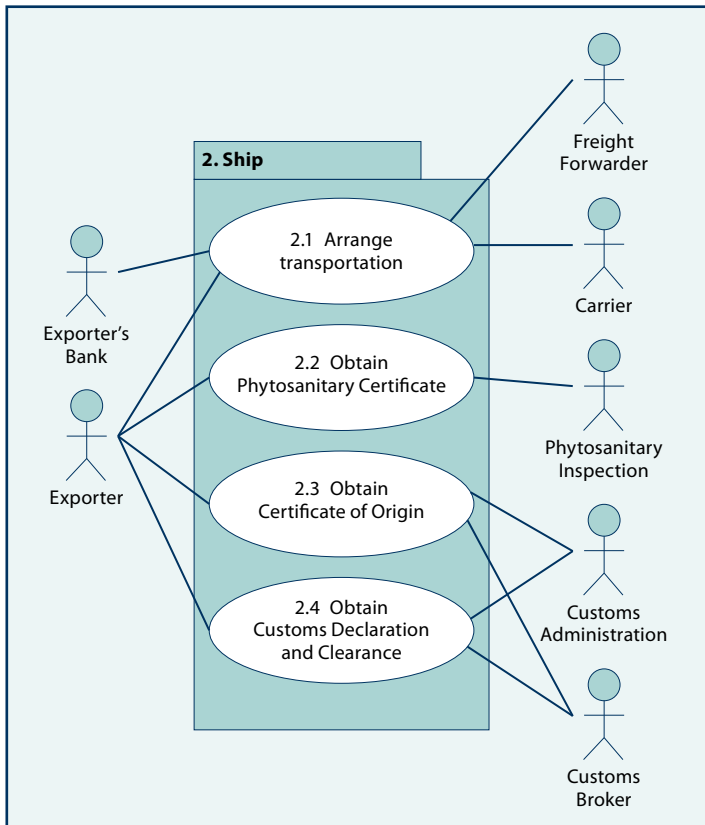 Freight
Forwarder
2. Ship
2.1 Arrange
transportation
Exporter's
Bank
Carrier
2.2 Obtain
Phytosanitary Certificate
Exporter
Phytosanitary
Inspection
2.3 Obtain
Certificate of Origin
2.4 Obtain
Customs Declaration
and Clearance
Customs
Administration
Customs
Broker